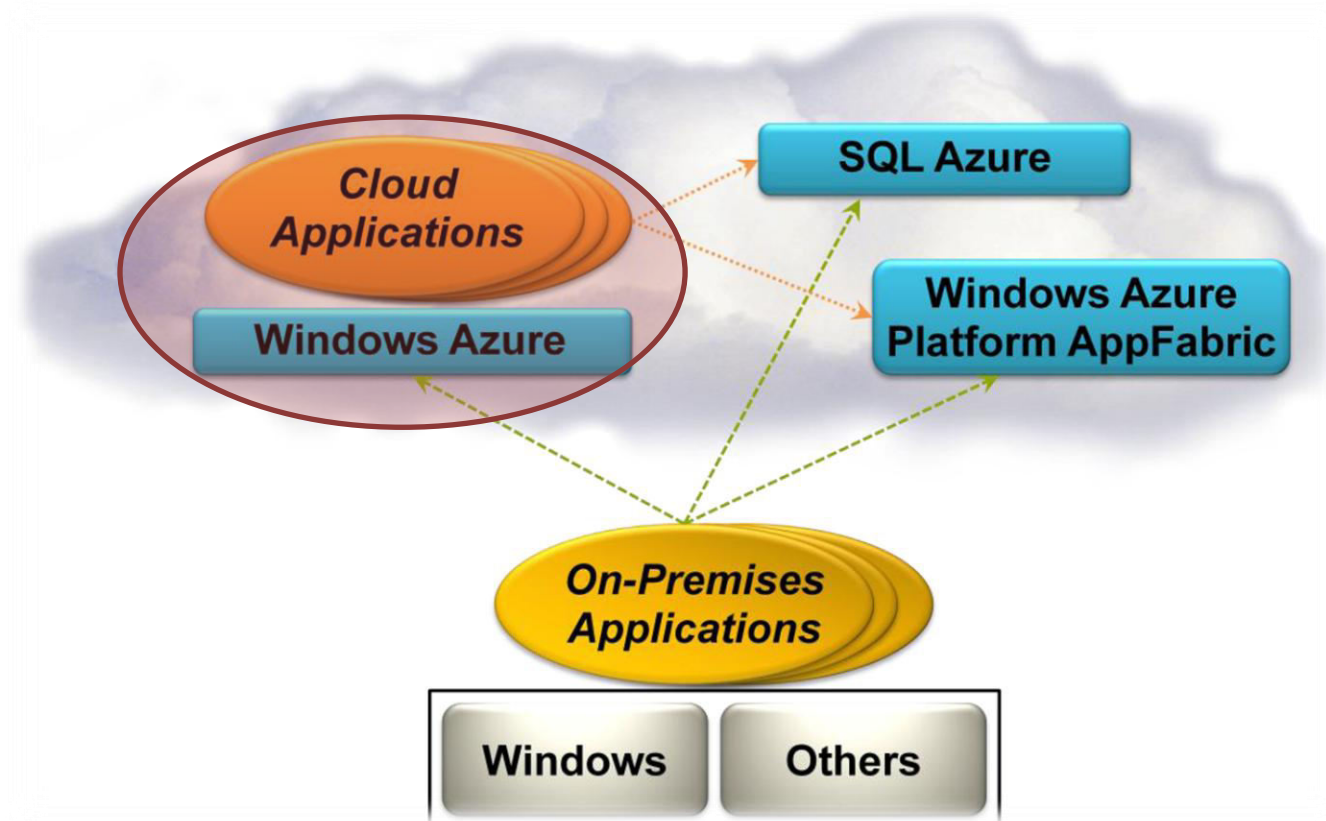 Cloud
Applications
Windows Azure
SQL Azure
Windows Azure
Platform AppFabric
On-Premises
Applications
Windows
Others